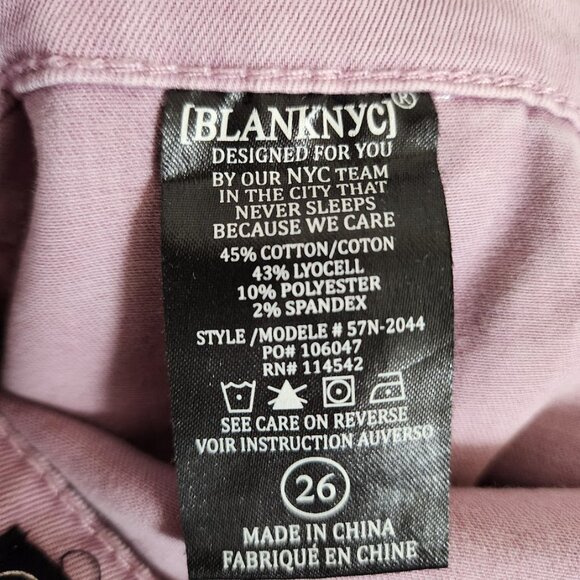 [BLANKNYC]®
DESIGNED FOR YOU
BY OUR NYC TEAM
IN THE CITY THAT
NEVER SLEEPS
BECAUSE WE CARE
45% COTTON/COTON
43% LYOCELL
10% POLYESTER
2% SPANDEX
STYLE /MODELE # 57N-2044
PO# 106047
RN# 114542
SEE CARE ON REVERSE
VOIR INSTRUCTION AUVERSO
26
MADE IN CHINA
FABRIQUÉ EN CHINE